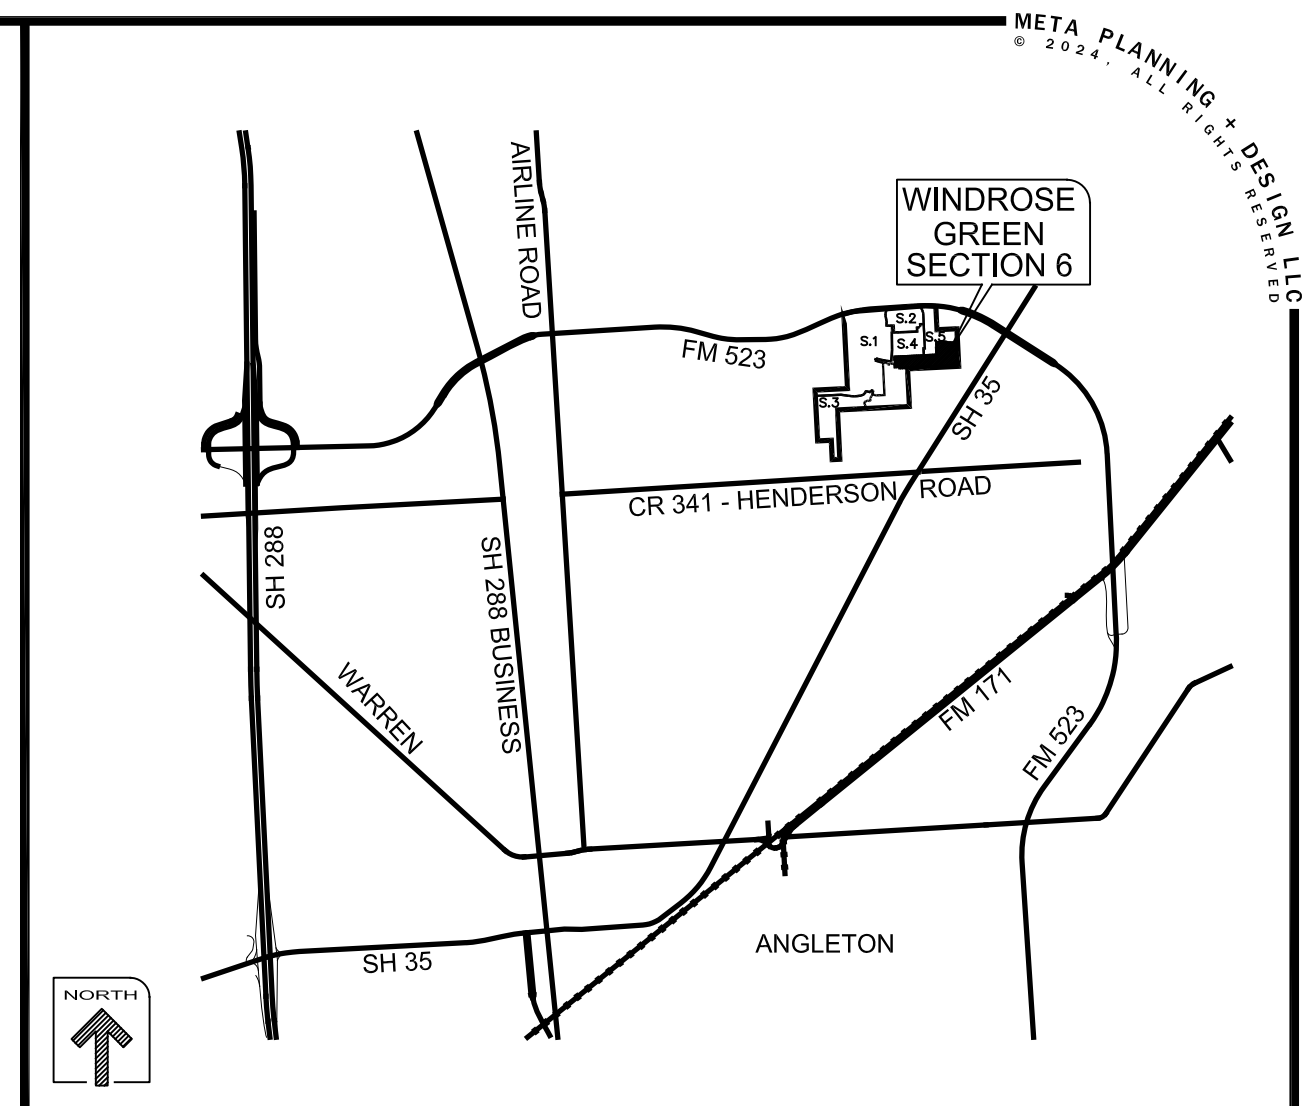 META PLANNING + DESIGN LLC
© 2024, ALL RIGHTS RESERVED
AIRLINE ROAD
WINDROSE
GREEN
SECTION 6
S.2
S.1
S.4
S.5
FM 523
S.3
SH 35
CR 341 - HENDERSON ROAD
SH 288
SH 288 BUSINESS
WARREN
FM 171
FM 523
ANGLETON
SH 35
NORTH